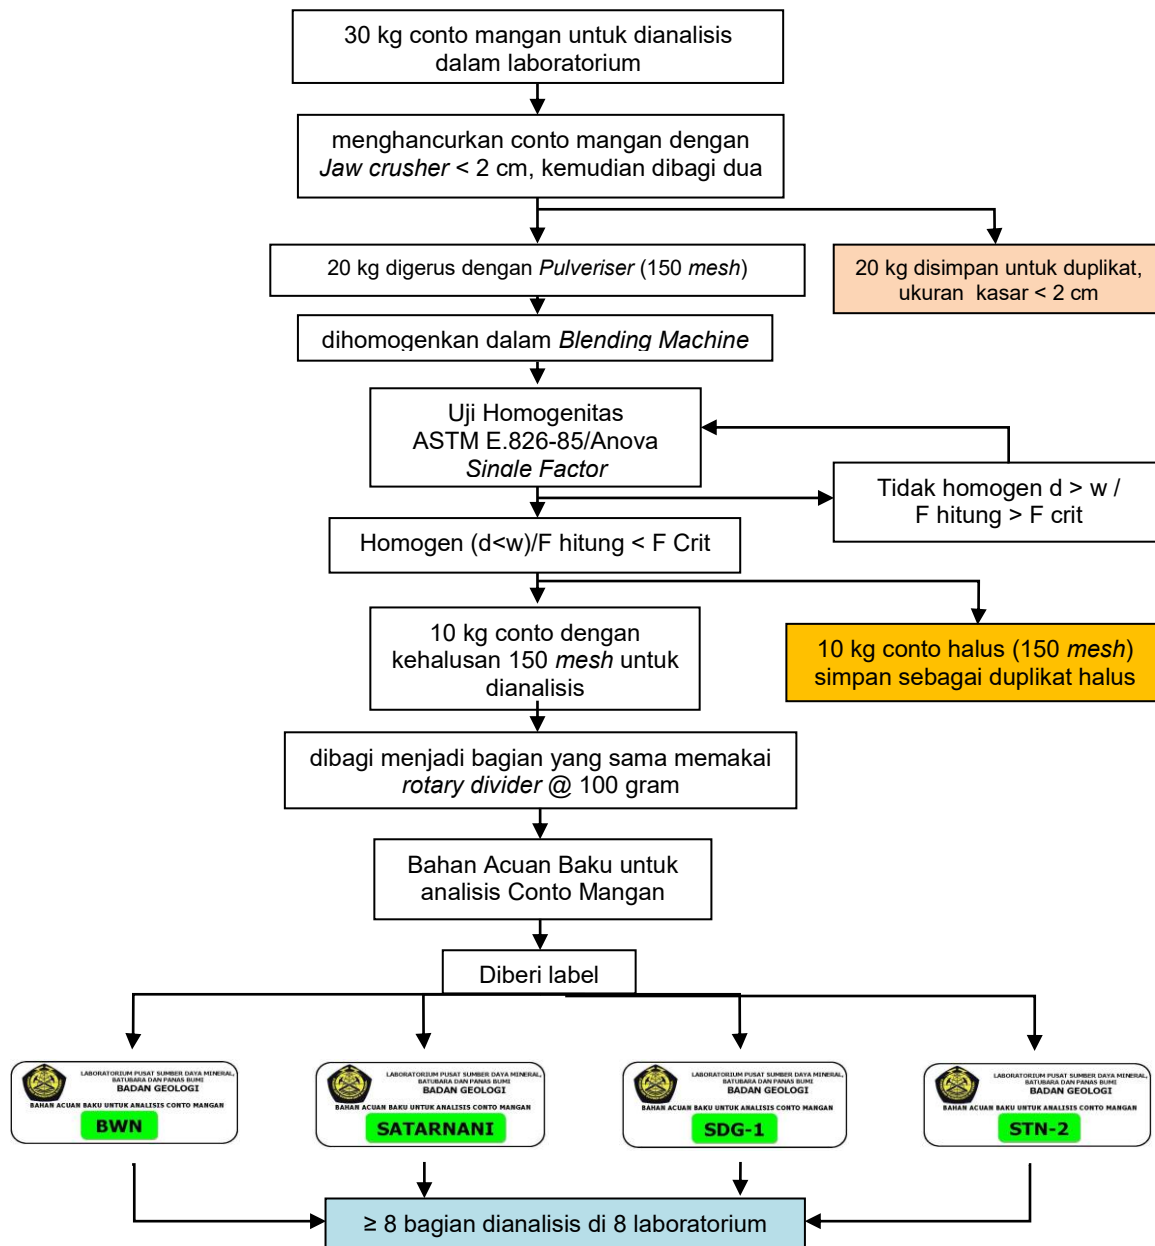 30 kg conto mangan untuk dianalisis
dalam laboratorium
menghancurkan conto mangan dengan
Jaw crusher < 2 cm, kemudian dibagi dua
20 kg digerus dengan Pulveriser (150 mesh)
20 kg disimpan untuk duplikat,
ukuran kasar < 2 cm
dihomogenkan dalam Blending Machine
Uji Homogenitas
ASTM E.826-85/Anova
Single Factor
Tidak homogen d > w /
F hitung > F crit
Homogen (d<w)/F hitung < F Crit
10 kg conto dengan
kehalusan 150 mesh untuk
dianalisis
10 kg conto halus (150 mesh)
simpan sebagai duplikat halus
dibagi menjadi bagian yang sama memakai
rotary divider @ 100 gram
Bahan Acuan Baku untuk
analisis Conto Mangan
Diberi label
LABORATORIUM PUSAT SUMBER DAYA MINERAL,
BATUBARA DAN PANAS BUMI
BADAN GEOLOGI
BAHAN ACUAN BAKU UNTUK ANALISIS CONTO MANGAN
BWN
LABORATORIUM PUSAT SUMBER DAYA MINERAL,
BATUBARA DAN PANAS BUMI
BADAN GEOLOGI
BAHAN ACUAN BAKU UNTUK ANALISIS CONTO MANGAN
SATARNANI
LABORATORIUM PUSAT SUMBER DAYA MINERAL,
BATUBARA DAN PANAS BUMI
BADAN GEOLOGI
BAHAN ACUAN BAKU UNTUK ANALISIS CONTO MANGAN
SDG-1
LABORATORIUM PUSAT SUMBER DAYA MINERAL,
BATUBARA DAN PANAS BUMI
BADAN GEOLOGI
BAHAN ACUAN BAKU UNTUK ANALISIS CONTO MANGAN
STN-2
≥ 8 bagian dianalisis di 8 laboratorium